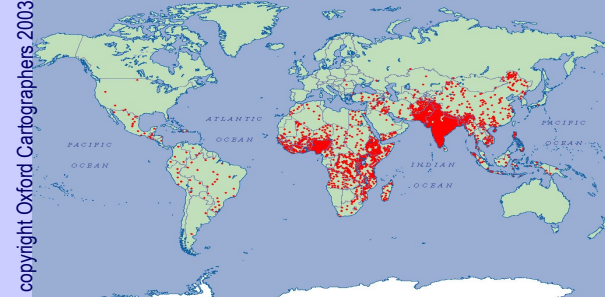 copyright Oxford Cartographers 2003
ATLANTIC
OCEAN
PACIFIC
OCEAN
PACIFIC
OCEAN
INDIAN
OCEAN